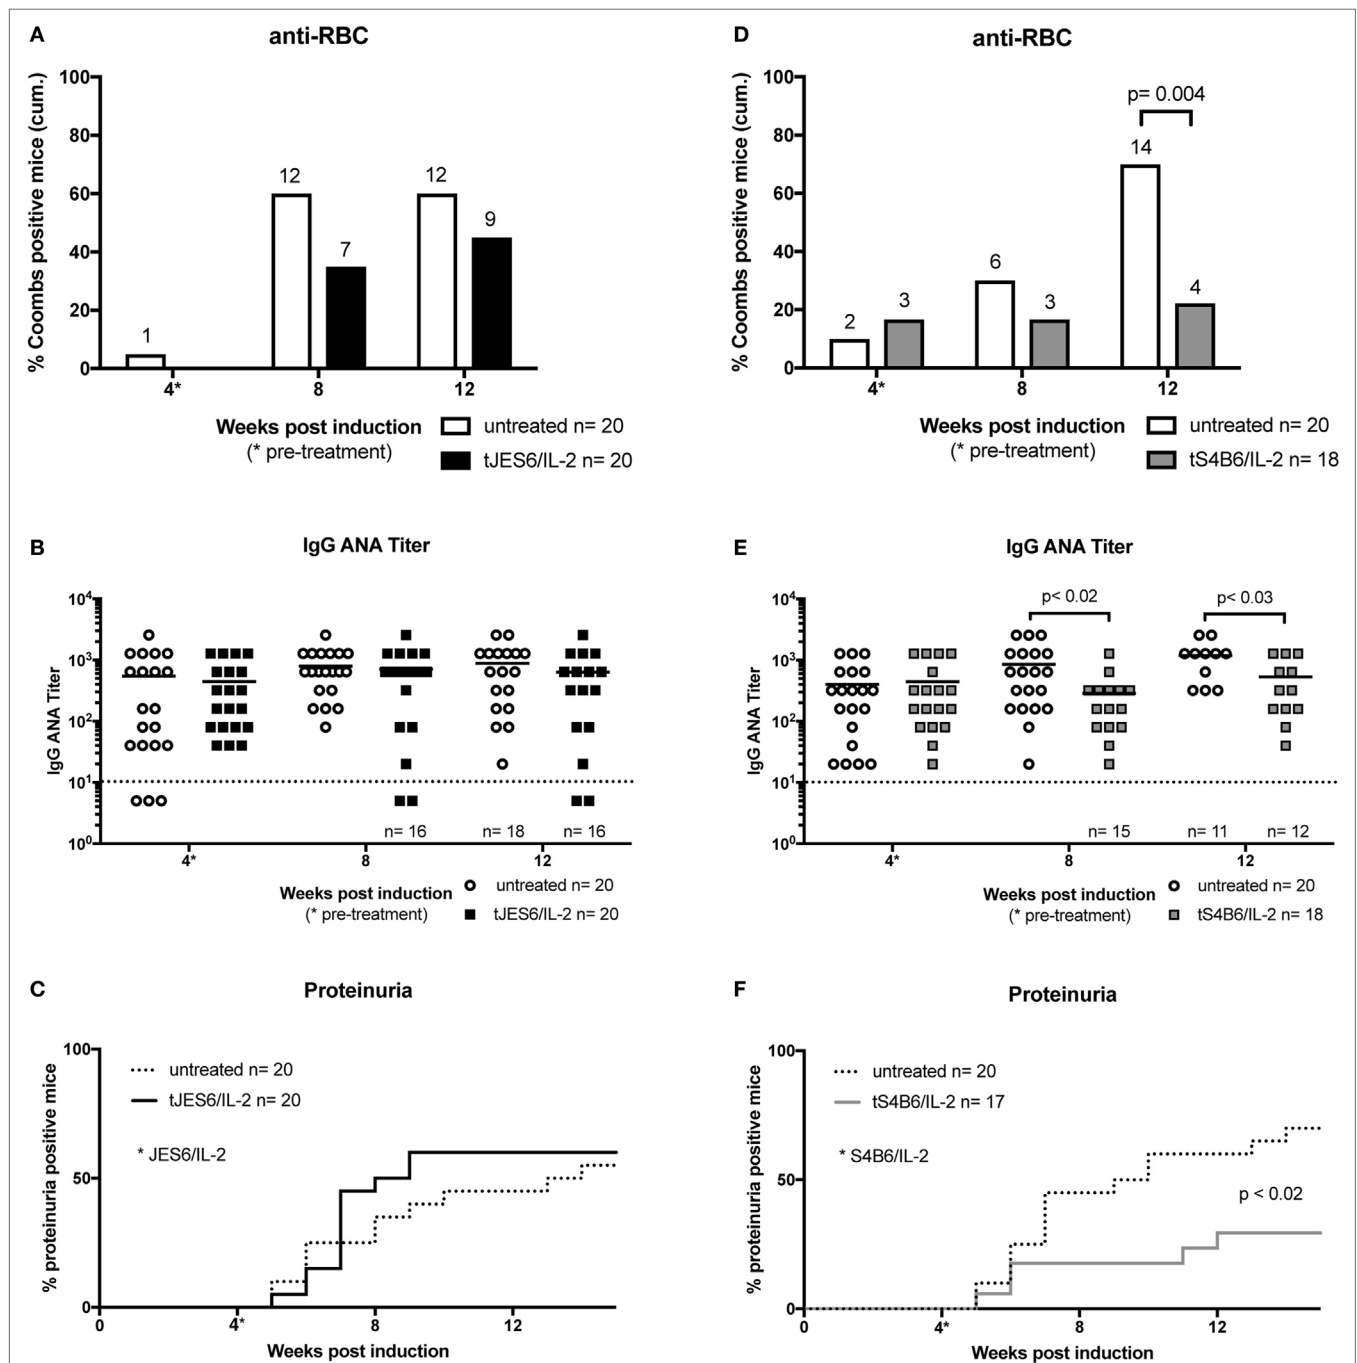 A
anti-RBC
% Coombs positive mice (cum.)
100
80
60
40
20
0
1
12
7
12
9
4*
8
12
Weeks post induction
(* pre-treatment)
untreated n= 20
tJES6/IL-2 n= 20
D
anti-RBC
% Coombs positive mice (cum.)
100
80
60
40
20
0
p= 0.004
2
3
6
3
14
4
4*
8
12
Weeks post induction
(* pre-treatment)
untreated n= 20
tS4B6/IL-2 n= 18
B
IgG ANA Titer
IgG ANA Titer
10⁴
10³
10²
10¹
10⁰
n= 16
n= 18
n= 16
4*
8
12
Weeks post induction
(* pre-treatment)
untreated n= 20
tJES6/IL-2 n= 20
E
IgG ANA Titer
IgG ANA Titer
10⁴
10³
10²
10¹
10⁰
p< 0.02
p< 0.03
n= 15
n= 11
n= 12
4*
8
12
Weeks post induction
(* pre-treatment)
untreated n= 20
tS4B6/IL-2 n= 18
C
Proteinuria
% proteinuria positive mice
100
50
0
untreated n= 20
tJES6/IL-2 n= 20
* JES6/IL-2
0
4*
8
12
Weeks post induction
F
Proteinuria
% proteinuria positive mice
100
50
0
untreated n= 20
tS4B6/IL-2 n= 17
* S4B6/IL-2
p < 0.02
0
4*
8
12
Weeks post induction